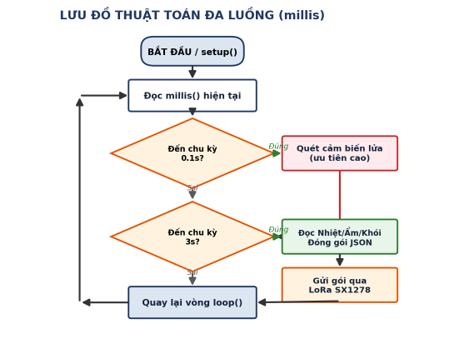 LƯU ĐỒ THUẬT TOÁN ĐA LUỒNG (millis)
BẮT ĐẦU / setup()
Đọc millis() hiện tại
Đến chu kỳ
0.1s?
Đúng
Quét cảm biến lửa
(ưu tiên cao)
Sai
Đến chu kỳ
3s?
Đúng
Đọc Nhiệt/Ẩm/Khói
Đóng gói JSON
Sai
Gửi gói qua
LoRa SX1278
Quay lại vòng loop()